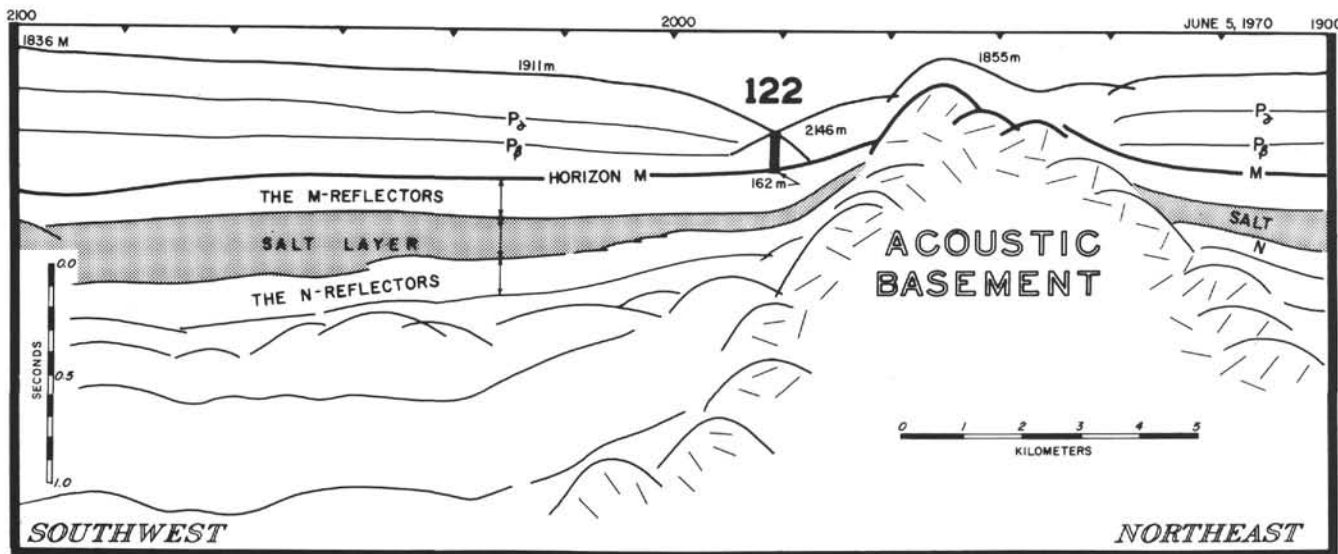 2100
2000
JUNE 5, 1970
1900
1836 M
1911m
1855m
122
Pα
Pα
2146m
Pβ
Pβ
HORIZON M
M
162m
THE M-REFLECTORS
SALT LAYER
SALT
N
ACOUSTIC
BASEMENT
THE N-REFLECTORS
0.0
SECONDS
0.5
1.0
0 1 2 3 4 5
KILOMETERS
SOUTHWEST
NORTHEAST